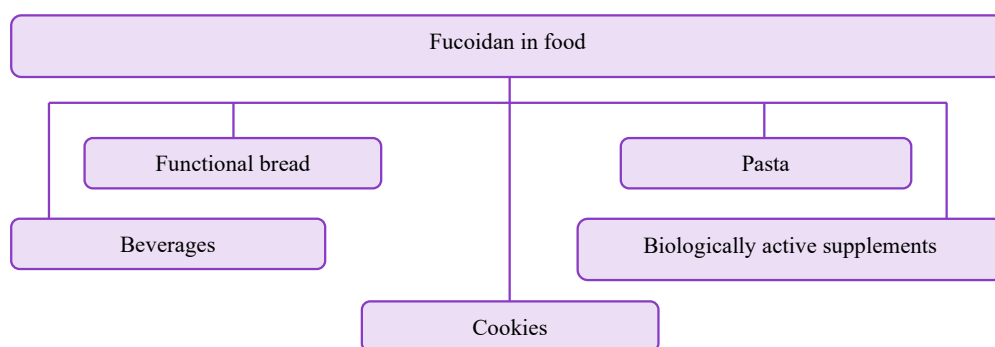 Fucoidan in food
Functional bread
Pasta
Beverages
Biologically active supplements
Cookies